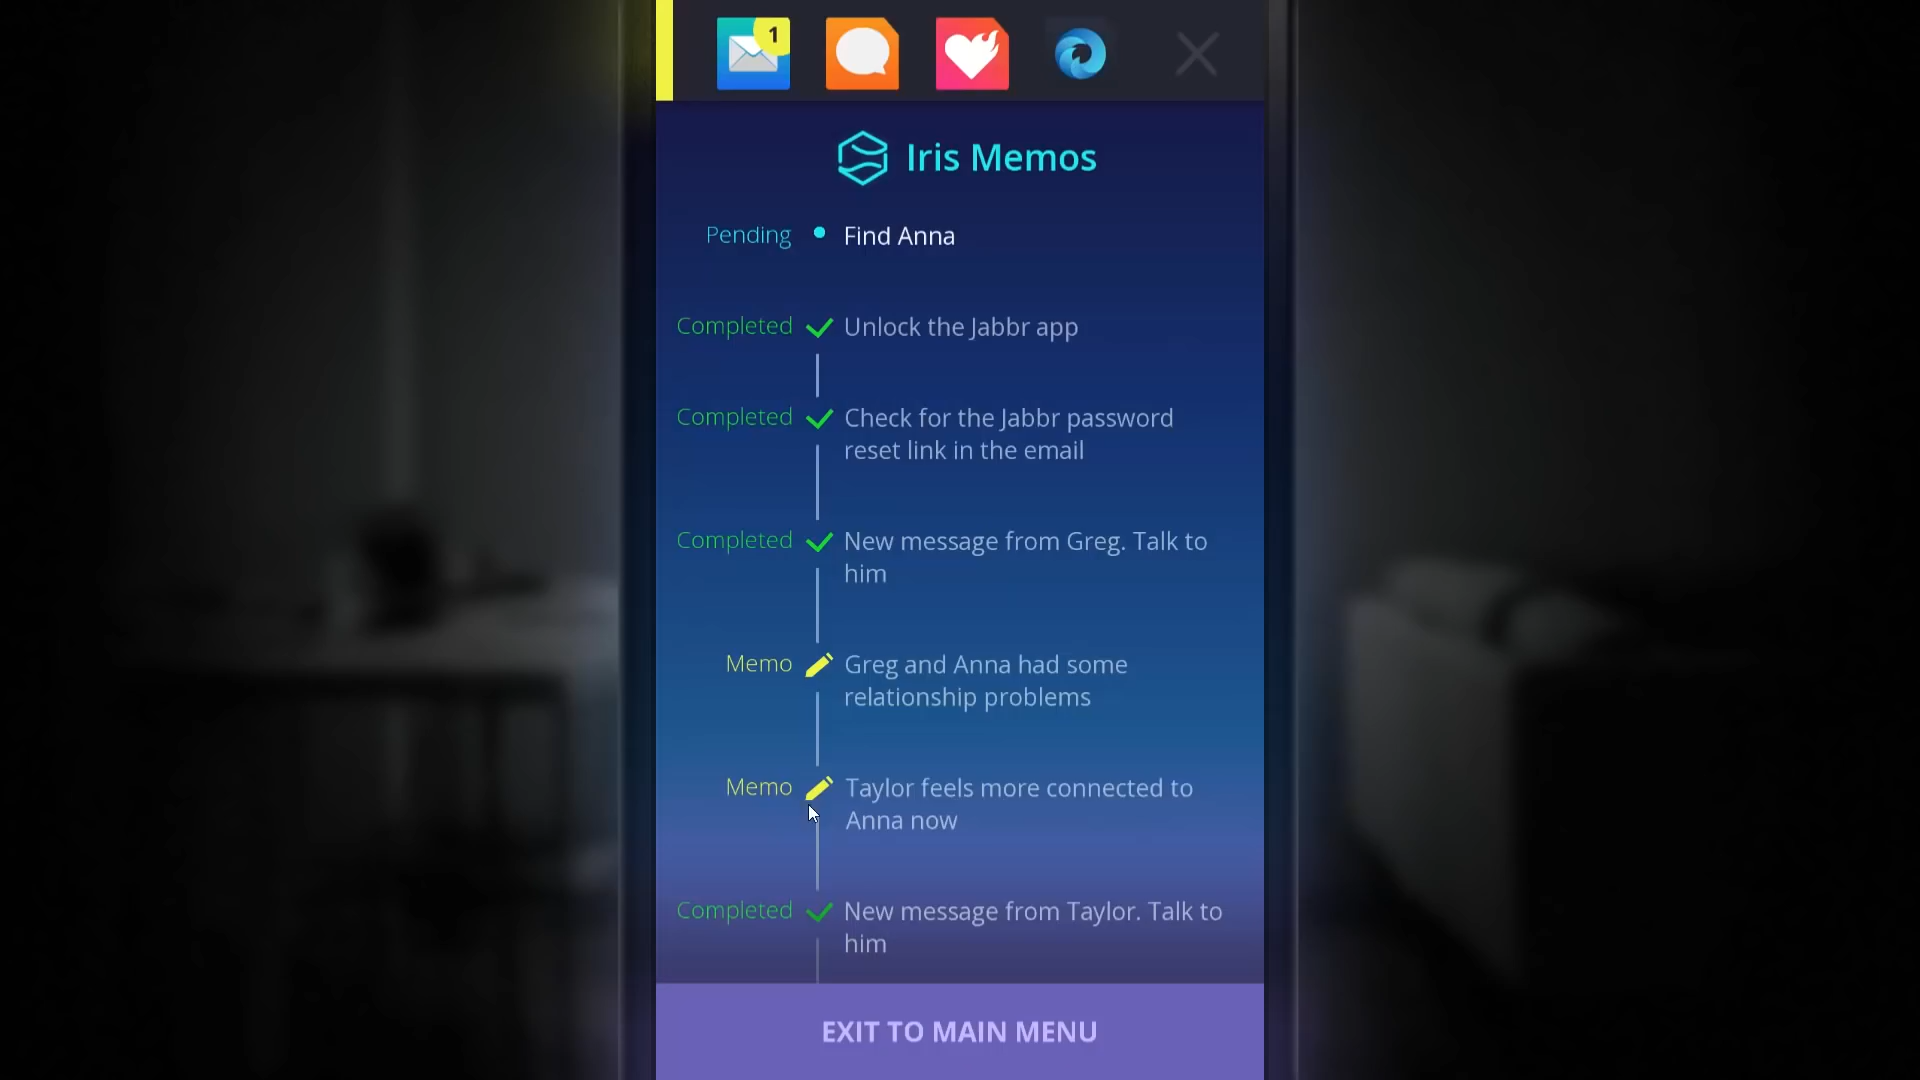 1
Iris Memos
Pending Find Anna
Completed Unlock the Jabbr app
Completed Check for the Jabbr password
reset link in the email
Completed New message from Greg. Talk to
him
Memo Greg and Anna had some
relationship problems
Memo Taylor feels more connected to
Anna now
Completed New message from Taylor. Talk to
him
EXIT TO MAIN MENU